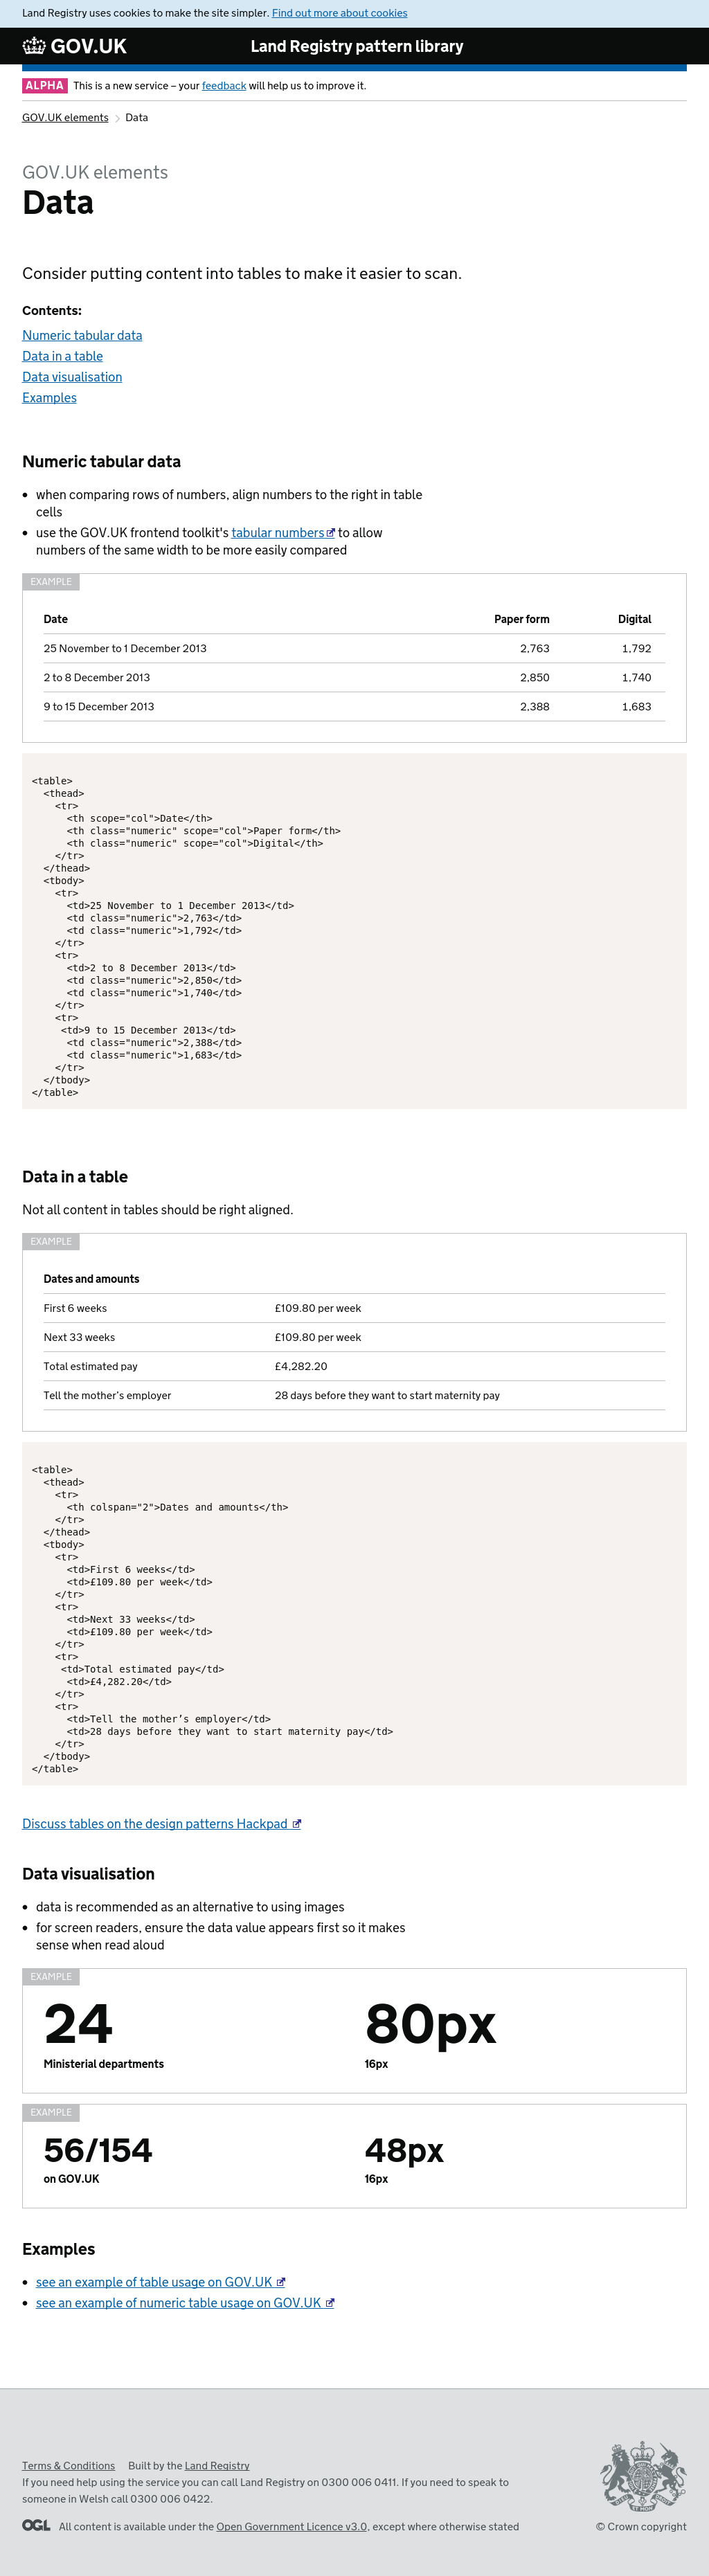 Land Registry uses cookies to make the site simpler. Find out more about cookies
GOV.UK
Land Registry pattern library
ALPHA This is a new service – your feedback will help us to improve it.
GOV.UK elements
Data
GOV.UK elements
Data
Consider putting content into tables to make it easier to scan.
Contents:
Numeric tabular data
Data in a table
Data visualisation
Examples
Numeric tabular data
when comparing rows of numbers, align numbers to the right in table
cells
use the GOV.UK frontend toolkit's tabular numbers to allow
numbers of the same width to be more easily compared
EXAMPLE
Date Paper form Digital
25 November to 1 December 2013 2,763 1,792
2 to 8 December 2013 2,850 1,740
9 to 15 December 2013 2,388 1,683
<table>
  <thead>
    <tr>
      <th scope="col">Date</th>
      <th class="numeric" scope="col">Paper form</th>
      <th class="numeric" scope="col">Digital</th>
    </tr>
  </thead>
  <tbody>
    <tr>
      <td>25 November to 1 December 2013</td>
      <td class="numeric">2,763</td>
      <td class="numeric">1,792</td>
    </tr>
    <tr>
      <td>2 to 8 December 2013</td>
      <td class="numeric">2,850</td>
      <td class="numeric">1,740</td>
    </tr>
    <tr>
     <td>9 to 15 December 2013</td>
      <td class="numeric">2,388</td>
      <td class="numeric">1,683</td>
    </tr>
  </tbody>
</table>
Data in a table
Not all content in tables should be right aligned.
EXAMPLE
Dates and amounts
First 6 weeks £109.80 per week
Next 33 weeks £109.80 per week
Total estimated pay £4,282.20
Tell the mother’s employer 28 days before they want to start maternity pay
<table>
  <thead>
    <tr>
      <th colspan="2">Dates and amounts</th>
    </tr>
  </thead>
  <tbody>
    <tr>
      <td>First 6 weeks</td>
      <td>£109.80 per week</td>
    </tr>
    <tr>
      <td>Next 33 weeks</td>
      <td>£109.80 per week</td>
    </tr>
    <tr>
     <td>Total estimated pay</td>
      <td>£4,282.20</td>
    </tr>
    <tr>
      <td>Tell the mother’s employer</td>
      <td>28 days before they want to start maternity pay</td>
    </tr>
  </tbody>
</table>
Discuss tables on the design patterns Hackpad
Data visualisation
data is recommended as an alternative to using images
for screen readers, ensure the data value appears first so it makes
sense when read aloud
EXAMPLE
24 80px
Ministerial departments 16px
EXAMPLE
56/154 48px
on GOV.UK 16px
Examples
see an example of table usage on GOV.UK
see an example of numeric table usage on GOV.UK
Terms & Conditions Built by the Land Registry
If you need help using the service you can call Land Registry on 0300 006 0411. If you need to speak to
someone in Welsh call 0300 006 0422.
OGL All content is available under the Open Government Licence v3.0, except where otherwise stated
© Crown copyright